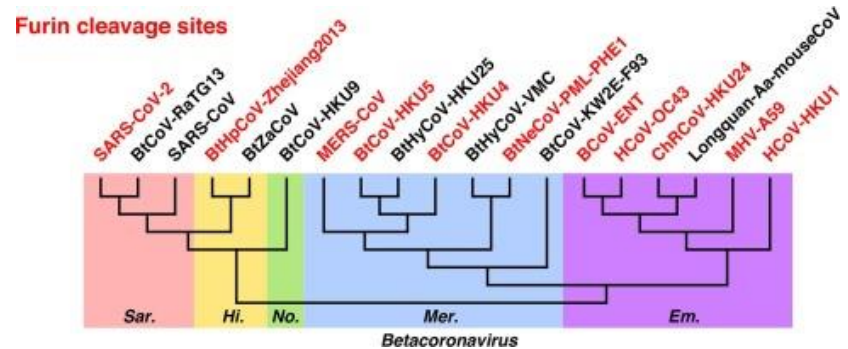 Furin cleavage sites
SARS-CoV-2
BtCoV-RaTG13
SARS-CoV
BtHpCoV-Zhejiang2013
BtZaCoV
BtCoV-HKU9
MERS-CoV
BtCoV-HKU5
BtHyCoV-HKU25
BtCoV-HKU4
BtHyCoV-VMC
BtNeCoV-PML-PHE1
BtCoV-KW2E-F93
BCoV-ENT
HCoV-OC43
ChRCoV-HKU24
Longquan-Aa-mouseCoV
MHV-A59
HCoV-HKU1
Sar.
Hi.
No.
Mer.
Em.
Betacoronavirus